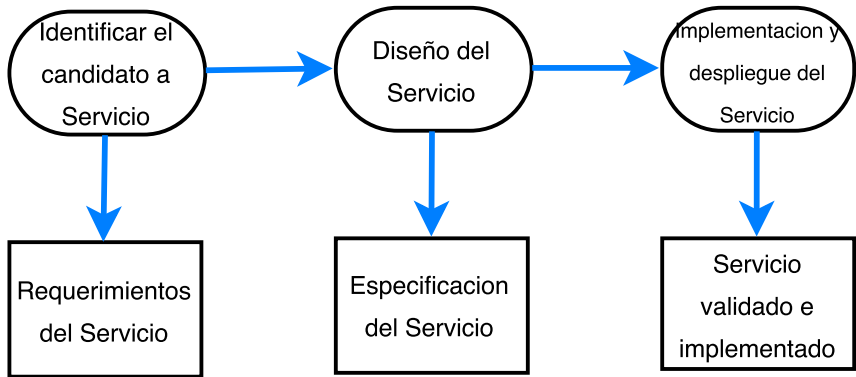 Identificar el
candidato a
Servicio
Diseño del
Servicio
Implementacion y
despliegue del
Servicio
Requerimientos
del Servicio
Especificacion
del Servicio
Servicio
validado e
implementado